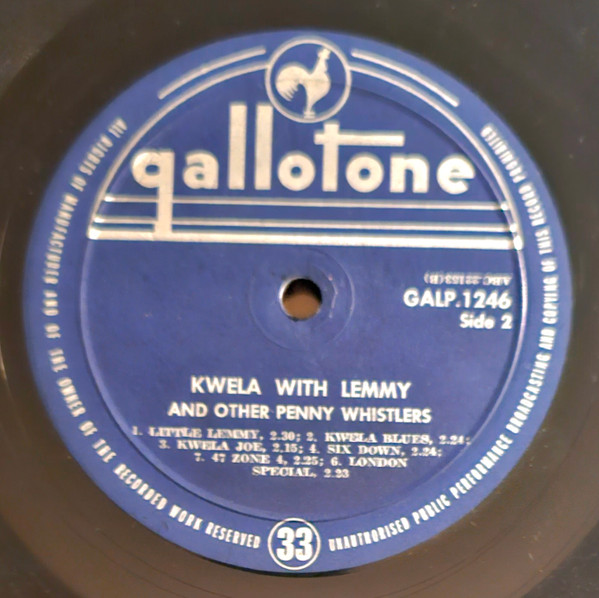 gallotone
ABC-22153(B)
GALP.1246
Side 2
KWELA WITH LEMMY
AND OTHER PENNY WHISTLERS
1. LITTLE LEMMY, 2.30; 2. KWELA BLUES, 2.24;
3. KWELA JOE, 2.15; 4. SIX DOWN, 2.24;
7. 47 ZONE 4, 2.25; 6. LONDON
SPECIAL, 2.23
33
ALL RIGHTS OF MANUFACTURER AND OF THE OWNER OF THE RECORDED WORK RESERVED
UNAUTHORISED PUBLIC PERFORMANCE BROADCASTING AND COPYING OF THIS RECORD PROHIBITED